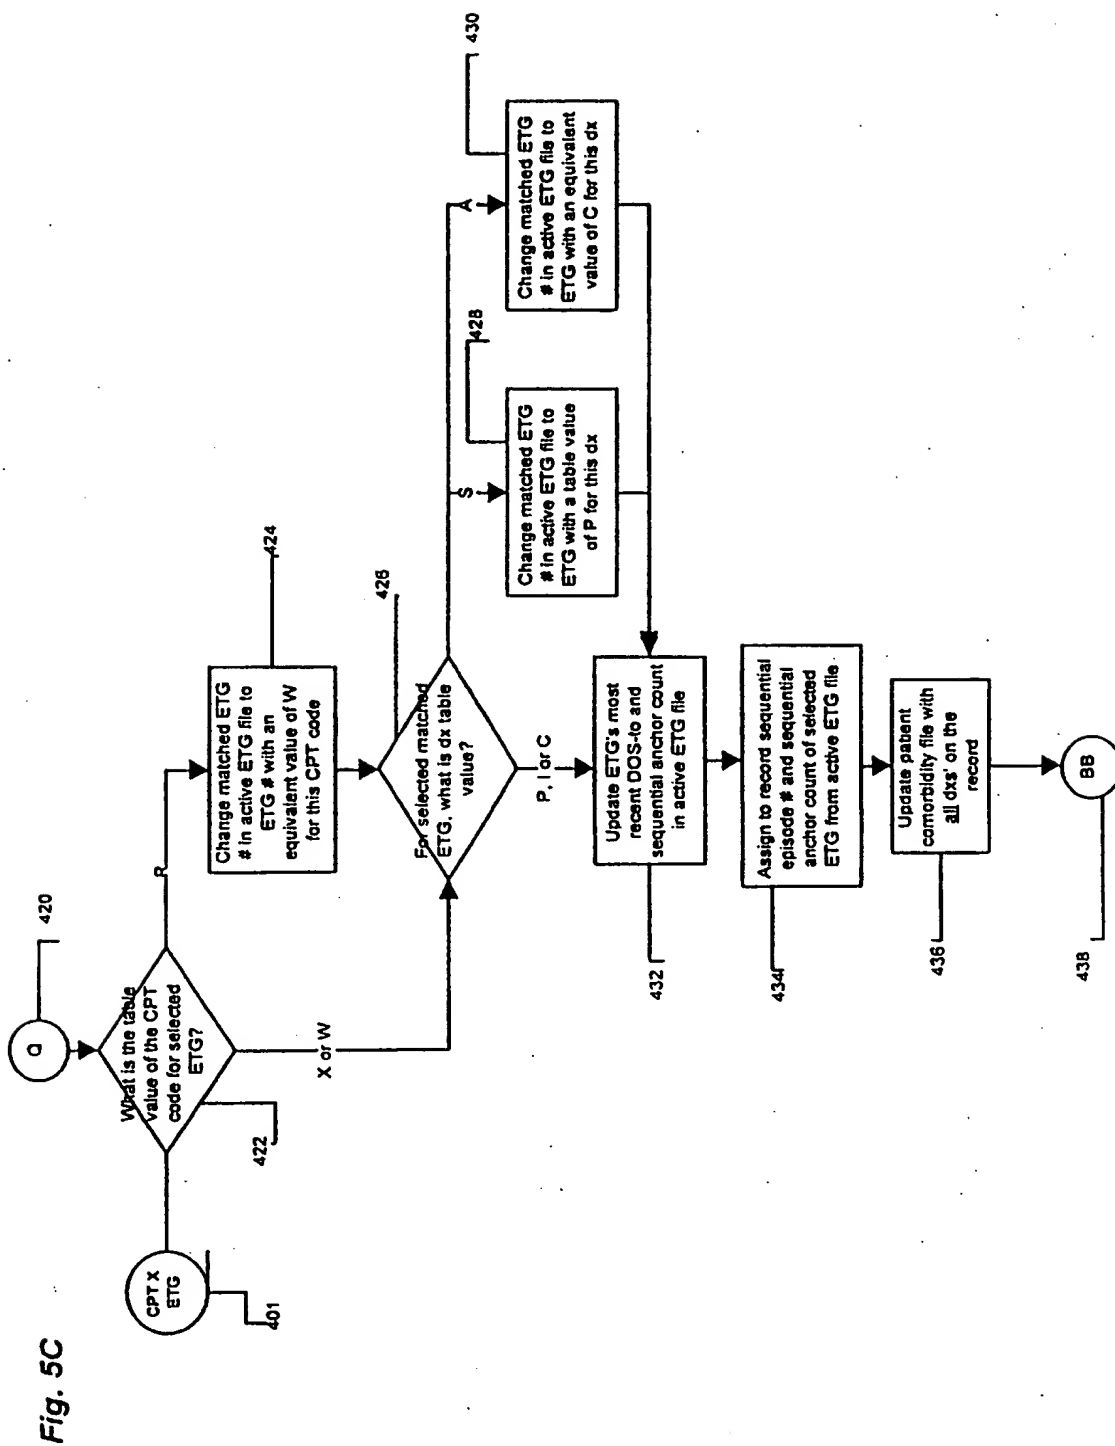 Fig. 5C
Q
420
CPT X
ETG
401
What is the table
value of the CPT
code for selected
ETG?
422
R
X or W
Change matched ETG
# in active ETG file to
ETG # with an
equivalent value of W
for this CPT code
424
For selected matched
ETG, what is dx table
value?
426
S
A
P, I or C
Change matched ETG
# in active ETG file to
ETG with a table value
of P for this dx
428
Change matched ETG
# in active ETG file to
ETG with an equivalent
value of C for this dx
430
Update ETG's most
recent DOS-to and
sequential anchor count
in active ETG file
432
Assign to record sequential
episode # and sequential
anchor count of selected
ETG from active ETG file
434
Update patient
comorbidity file with
all dxs' on the
record
436
BB
438